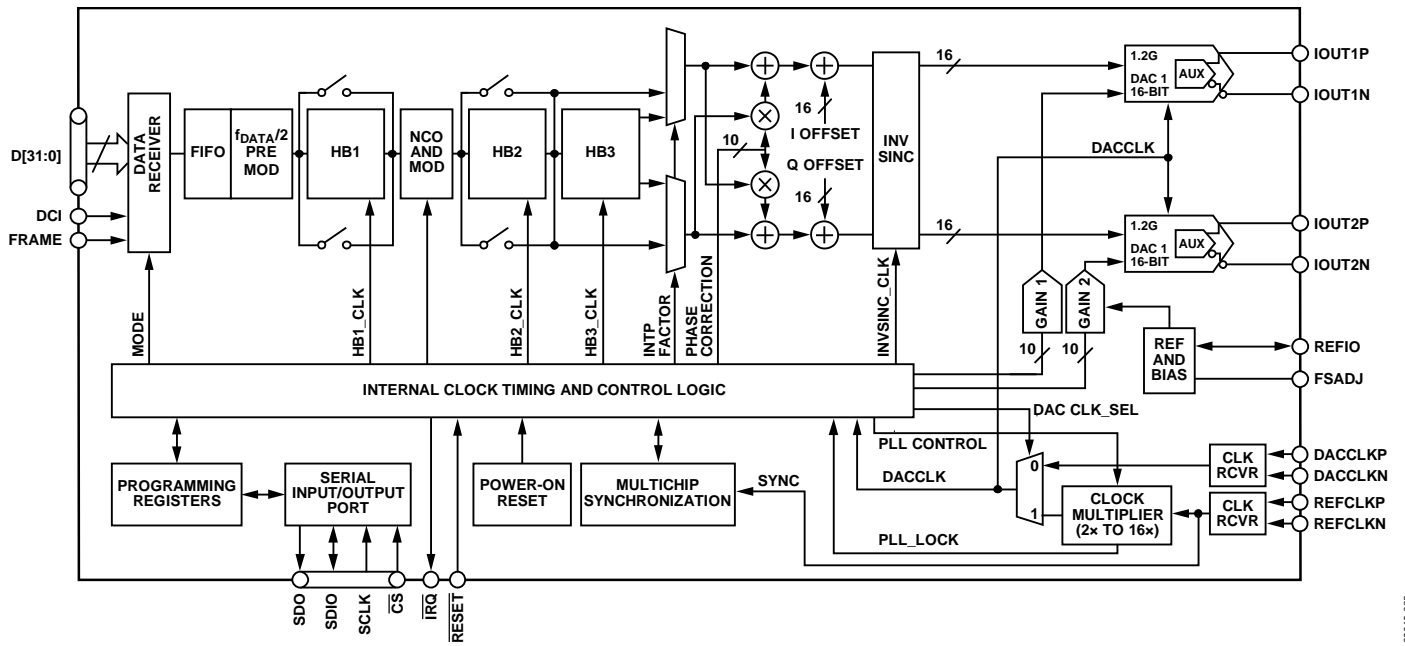 D[31:0]
DCI
FRAME
DATA
RECEIVER
FIFO
fDATA/2
PRE
MOD
HB1
NCO
AND
MOD
HB2
HB3
16
I OFFSET
10
Q OFFSET
16
INV
SINC
16
16
1.2G
DAC 1
16-BIT
AUX
DACCLK
1.2G
DAC 1
16-BIT
AUX
IOUT1P
IOUT1N
IOUT2P
IOUT2N
MODE
HB1_CLK
HB2_CLK
HB3_CLK
INTP
FACTOR
PHASE
CORRECTION
INVSINC_CLK
GAIN 1
GAIN 2
10
10
REF
AND
BIAS
REFIO
FSADJ
INTERNAL CLOCK TIMING AND CONTROL LOGIC
DAC CLK_SEL
PLL CONTROL
DACCLK
0
1
PROGRAMMING
REGISTERS
SERIAL
INPUT/OUTPUT
PORT
POWER-ON
RESET
MULTICHIP
SYNCHRONIZATION
SYNC
PLL_LOCK
CLOCK
MULTIPLIER
(2× TO 16×)
CLK
RCVR
CLK
RCVR
DACCLKP
DACCLKN
REFCLKP
REFCLKN
SDO
SDIO
SCLK
CS
IRQ
RESET